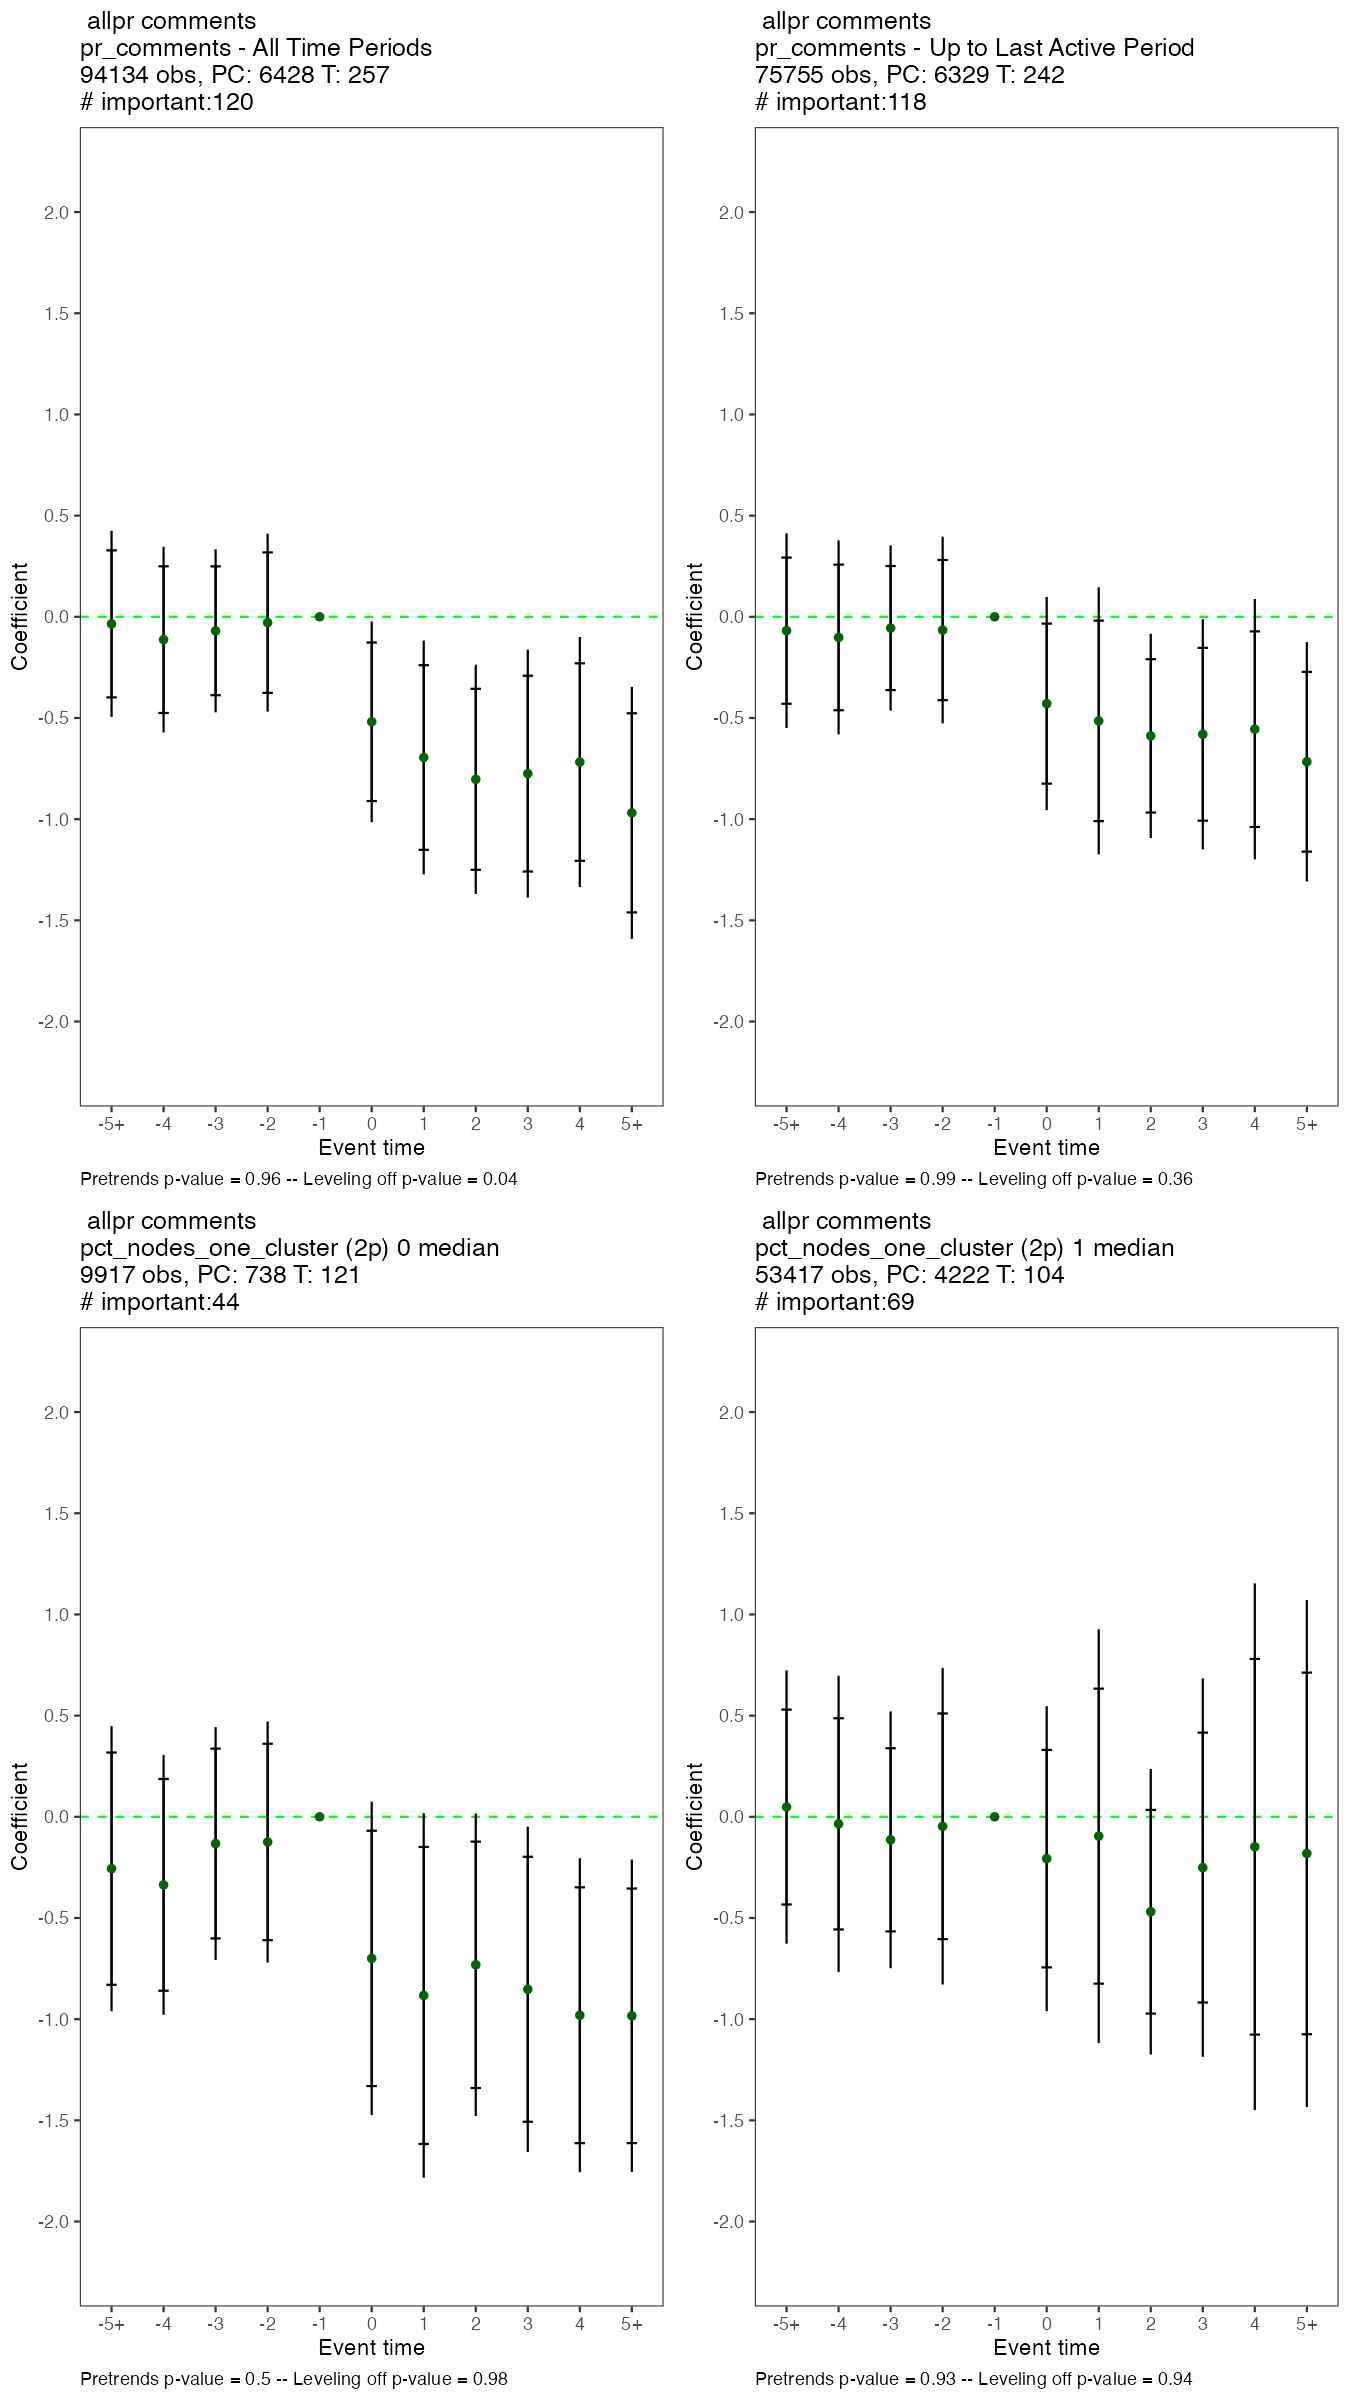 allpr comments
pr_comments - All Time Periods
94134 obs, PC: 6428 T: 257
# important:120
2.0
1.5
1.0
0.5
0.0
-0.5
-1.0
-1.5
-2.0
Coefficient
-5+ -4 -3 -2 -1 0 1 2 3 4 5+
Event time
Pretrends p-value = 0.96 -- Leveling off p-value = 0.04
allpr comments
pr_comments - Up to Last Active Period
75755 obs, PC: 6329 T: 242
# important:118
2.0
1.5
1.0
0.5
0.0
-0.5
-1.0
-1.5
-2.0
Coefficient
-5+ -4 -3 -2 -1 0 1 2 3 4 5+
Event time
Pretrends p-value = 0.99 -- Leveling off p-value = 0.36
allpr comments
pct_nodes_one_cluster (2p) 0 median
9917 obs, PC: 738 T: 121
# important:44
2.0
1.5
1.0
0.5
0.0
-0.5
-1.0
-1.5
-2.0
Coefficient
-5+ -4 -3 -2 -1 0 1 2 3 4 5+
Event time
Pretrends p-value = 0.5 -- Leveling off p-value = 0.98
allpr comments
pct_nodes_one_cluster (2p) 1 median
53417 obs, PC: 4222 T: 104
# important:69
2.0
1.5
1.0
0.5
0.0
-0.5
-1.0
-1.5
-2.0
Coefficient
-5+ -4 -3 -2 -1 0 1 2 3 4 5+
Event time
Pretrends p-value = 0.93 -- Leveling off p-value = 0.94